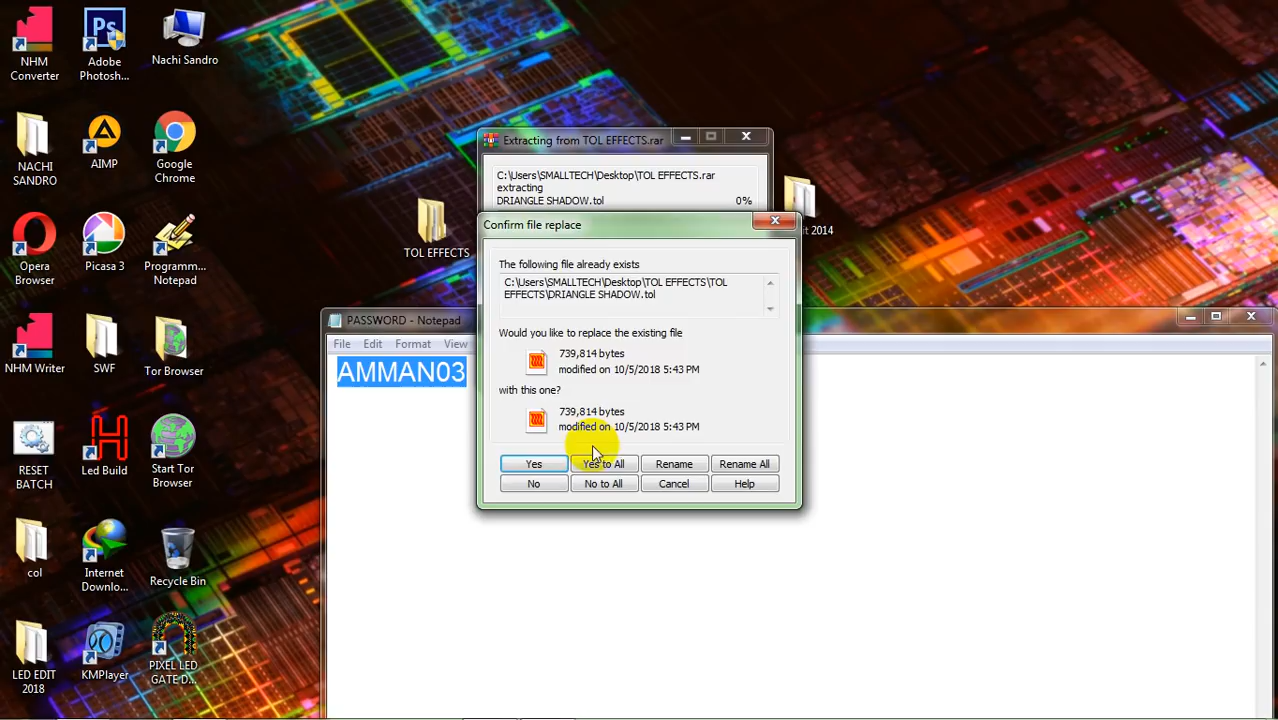 NHM
Converter
Adobe
Photosh...
Nachi Sandro
NACHI
SANDRO
AIMP
Google
Chrome
Opera
Browser
Picasa 3
Programm...
Notepad
NHM Writer
SWF
Tor Browser
RESET
BATCH
Led Build
Start Tor
Browser
col
Internet
Downlo...
Recycle Bin
LED EDIT
2018
KMPlayer
PIXEL LED
GATE D...
TOL EFFECTS
it 2014
Extracting from TOL EFFECTS.rar
C:\Users\SMALLTECH\Desktop\TOL EFFECTS.rar
extracting
DRIANGLE SHADOW.tol 0%
Confirm file replace
The following file already exists
C:\Users\SMALLTECH\Desktop\TOL EFFECTS\TOL
EFFECTS\DRIANGLE SHADOW.tol
Would you like to replace the existing file
739,814 bytes
modified on 10/5/2018 5:43 PM
with this one?
739,814 bytes
modified on 10/5/2018 5:43 PM
Yes Yes to All Rename Rename All
No No to All Cancel Help
PASSWORD - Notepad
File Edit Format View
AMMAN03